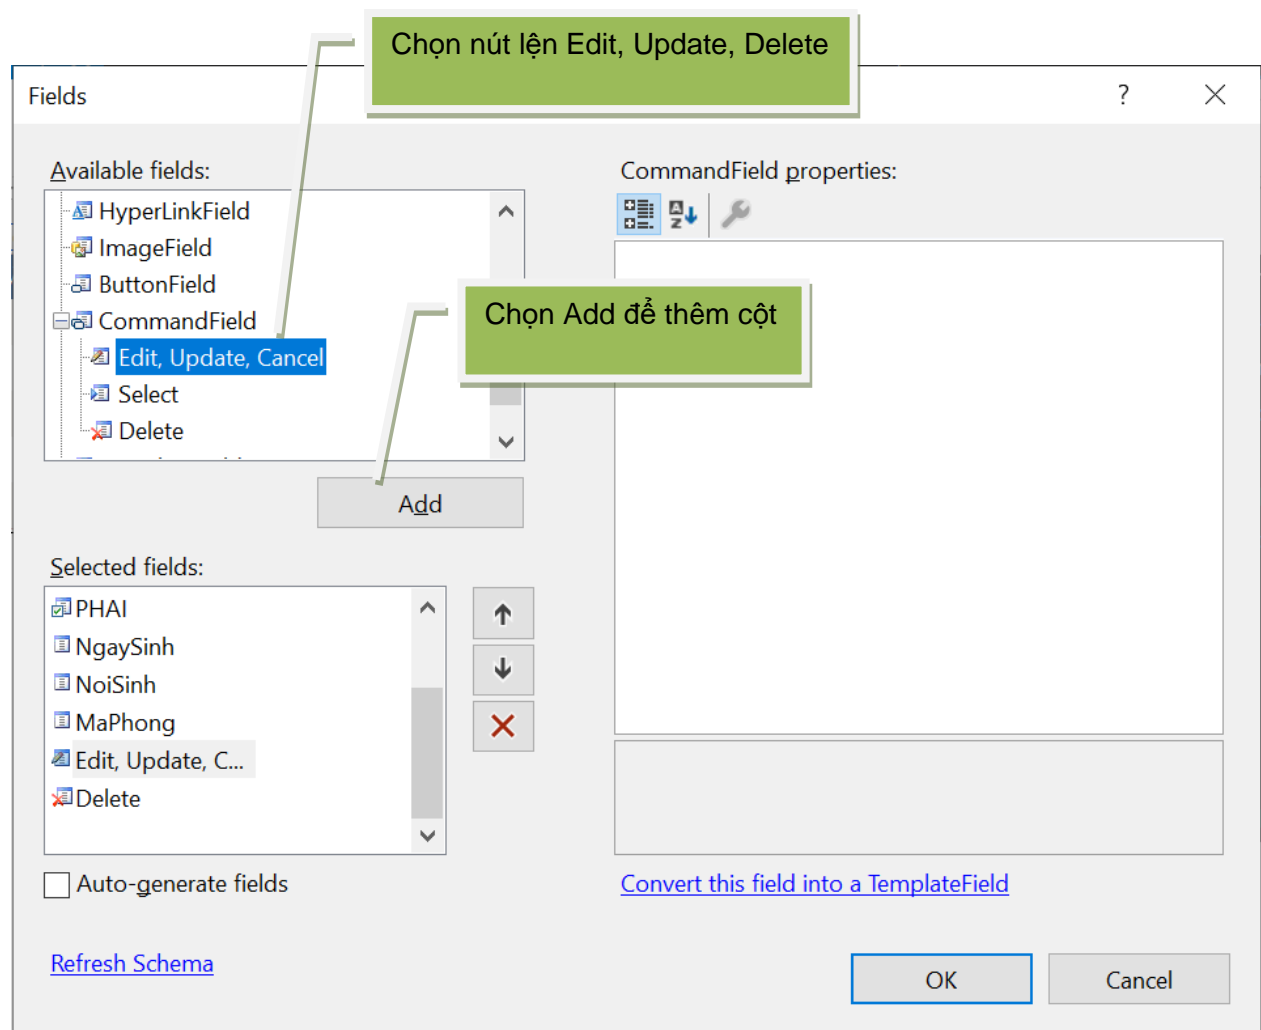 Chọn nút lện Edit, Update, Delete
Fields
?
Available fields:
CommandField properties:
HyperLinkField
ImageField
ButtonField
CommandField
Chọn Add để thêm cột
Edit, Update, Cancel
Select
Delete
Add
Selected fields:
PHAI
NgaySinh
NoiSinh
MaPhong
Edit, Update, C...
Delete
Auto-generate fields
Convert this field into a TemplateField
Refresh Schema
OK
Cancel